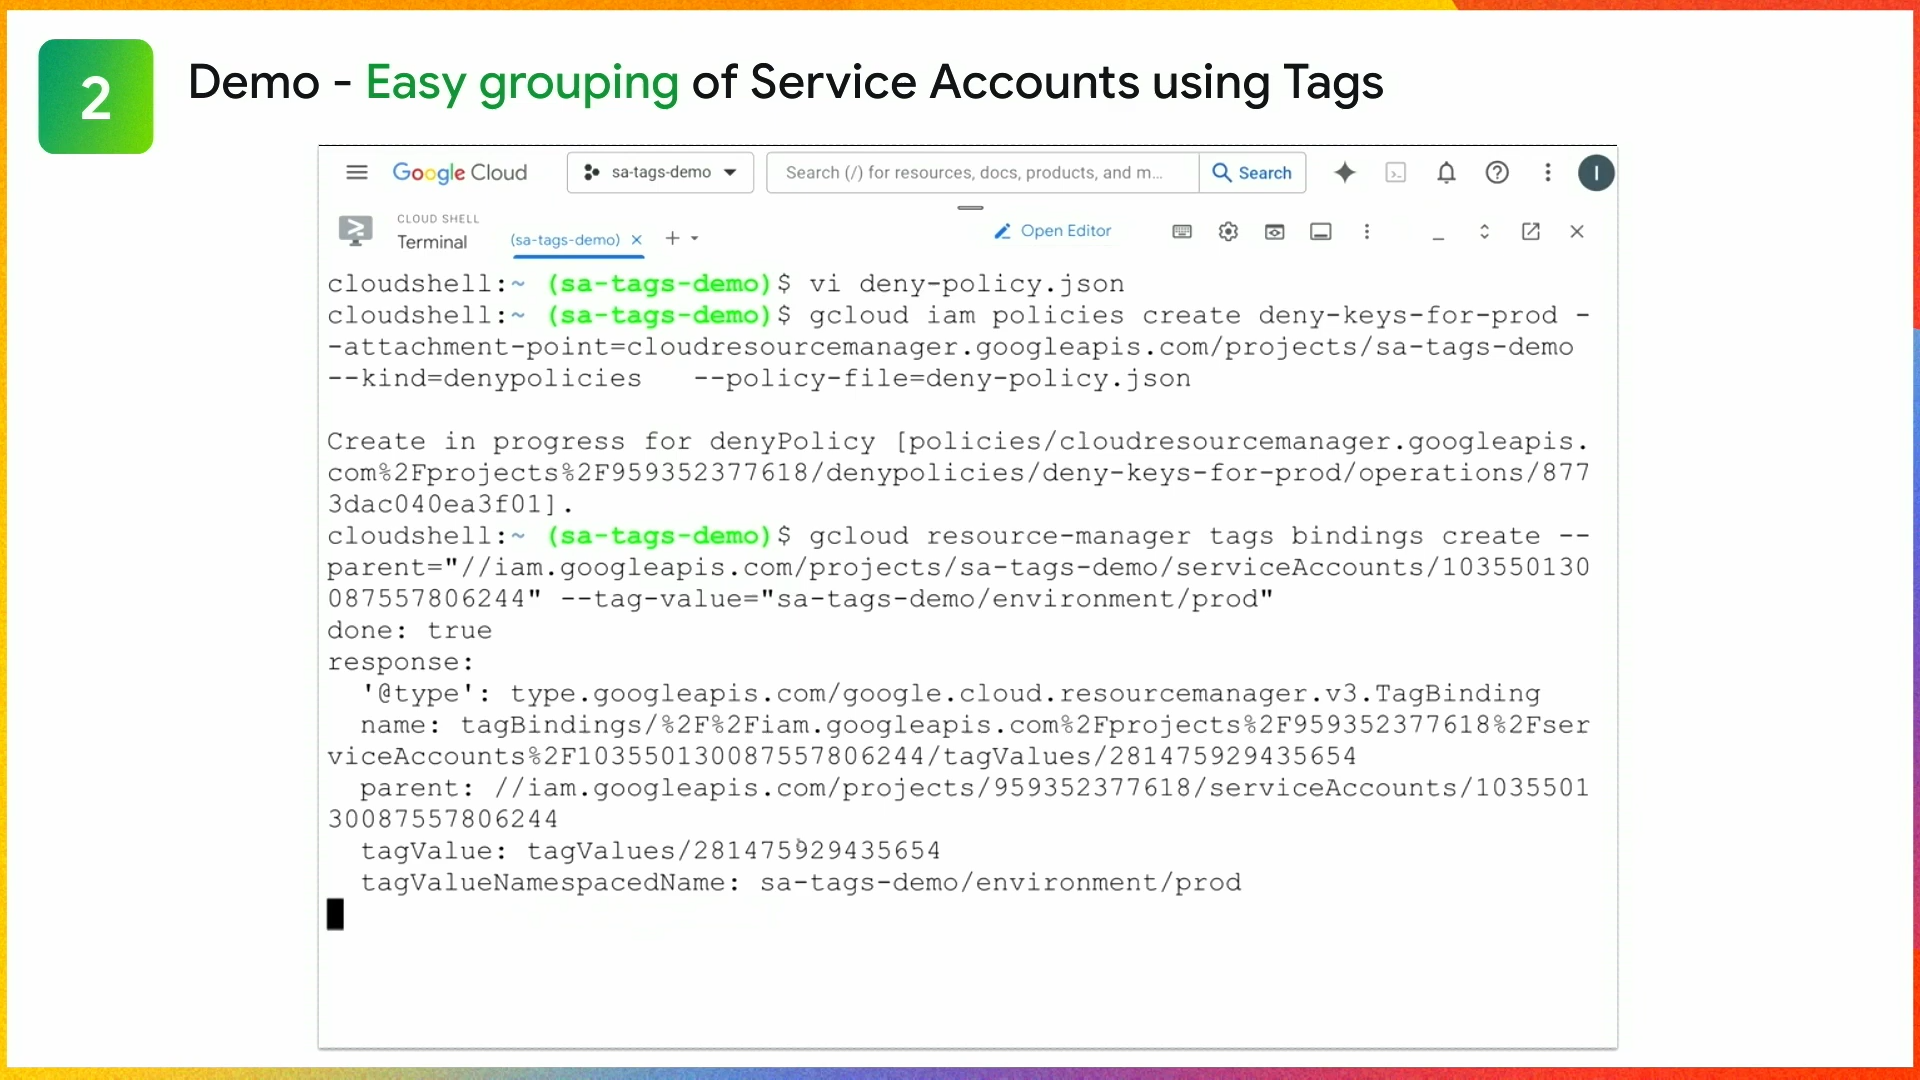 2
Demo - Easy grouping of Service Accounts using Tags
Google Cloud
sa-tags-demo
Search (/) for resources, docs, products, and m...
Search
I
CLOUD SHELL
Terminal
(sa-tags-demo)
Open Editor
cloudshell:~ (sa-tags-demo)$ vi deny-policy.json
cloudshell:~ (sa-tags-demo)$ gcloud iam policies create deny-keys-for-prod -
-attachment-point=cloudresourcemanager.googleapis.com/projects/sa-tags-demo
--kind=denypolicies   --policy-file=deny-policy.json
Create in progress for denyPolicy [policies/cloudresourcemanager.googleapis.
com%2Fprojects%2F959352377618/denypolicies/deny-keys-for-prod/operations/877
3dac040ea3f01].
cloudshell:~ (sa-tags-demo)$ gcloud resource-manager tags bindings create --
parent="//iam.googleapis.com/projects/sa-tags-demo/serviceAccounts/103550130
087557806244" --tag-value="sa-tags-demo/environment/prod"
done: true
response:
  '@type': type.googleapis.com/google.cloud.resourcemanager.v3.TagBinding
  name: tagBindings/%2F%2Fiam.googleapis.com%2Fprojects%2F959352377618%2Fser
viceAccounts%2F103550130087557806244/tagValues/281475929435654
  parent: //iam.googleapis.com/projects/959352377618/serviceAccounts/1035501
30087557806244
  tagValue: tagValues/281475929435654
  tagValueNamespacedName: sa-tags-demo/environment/prod